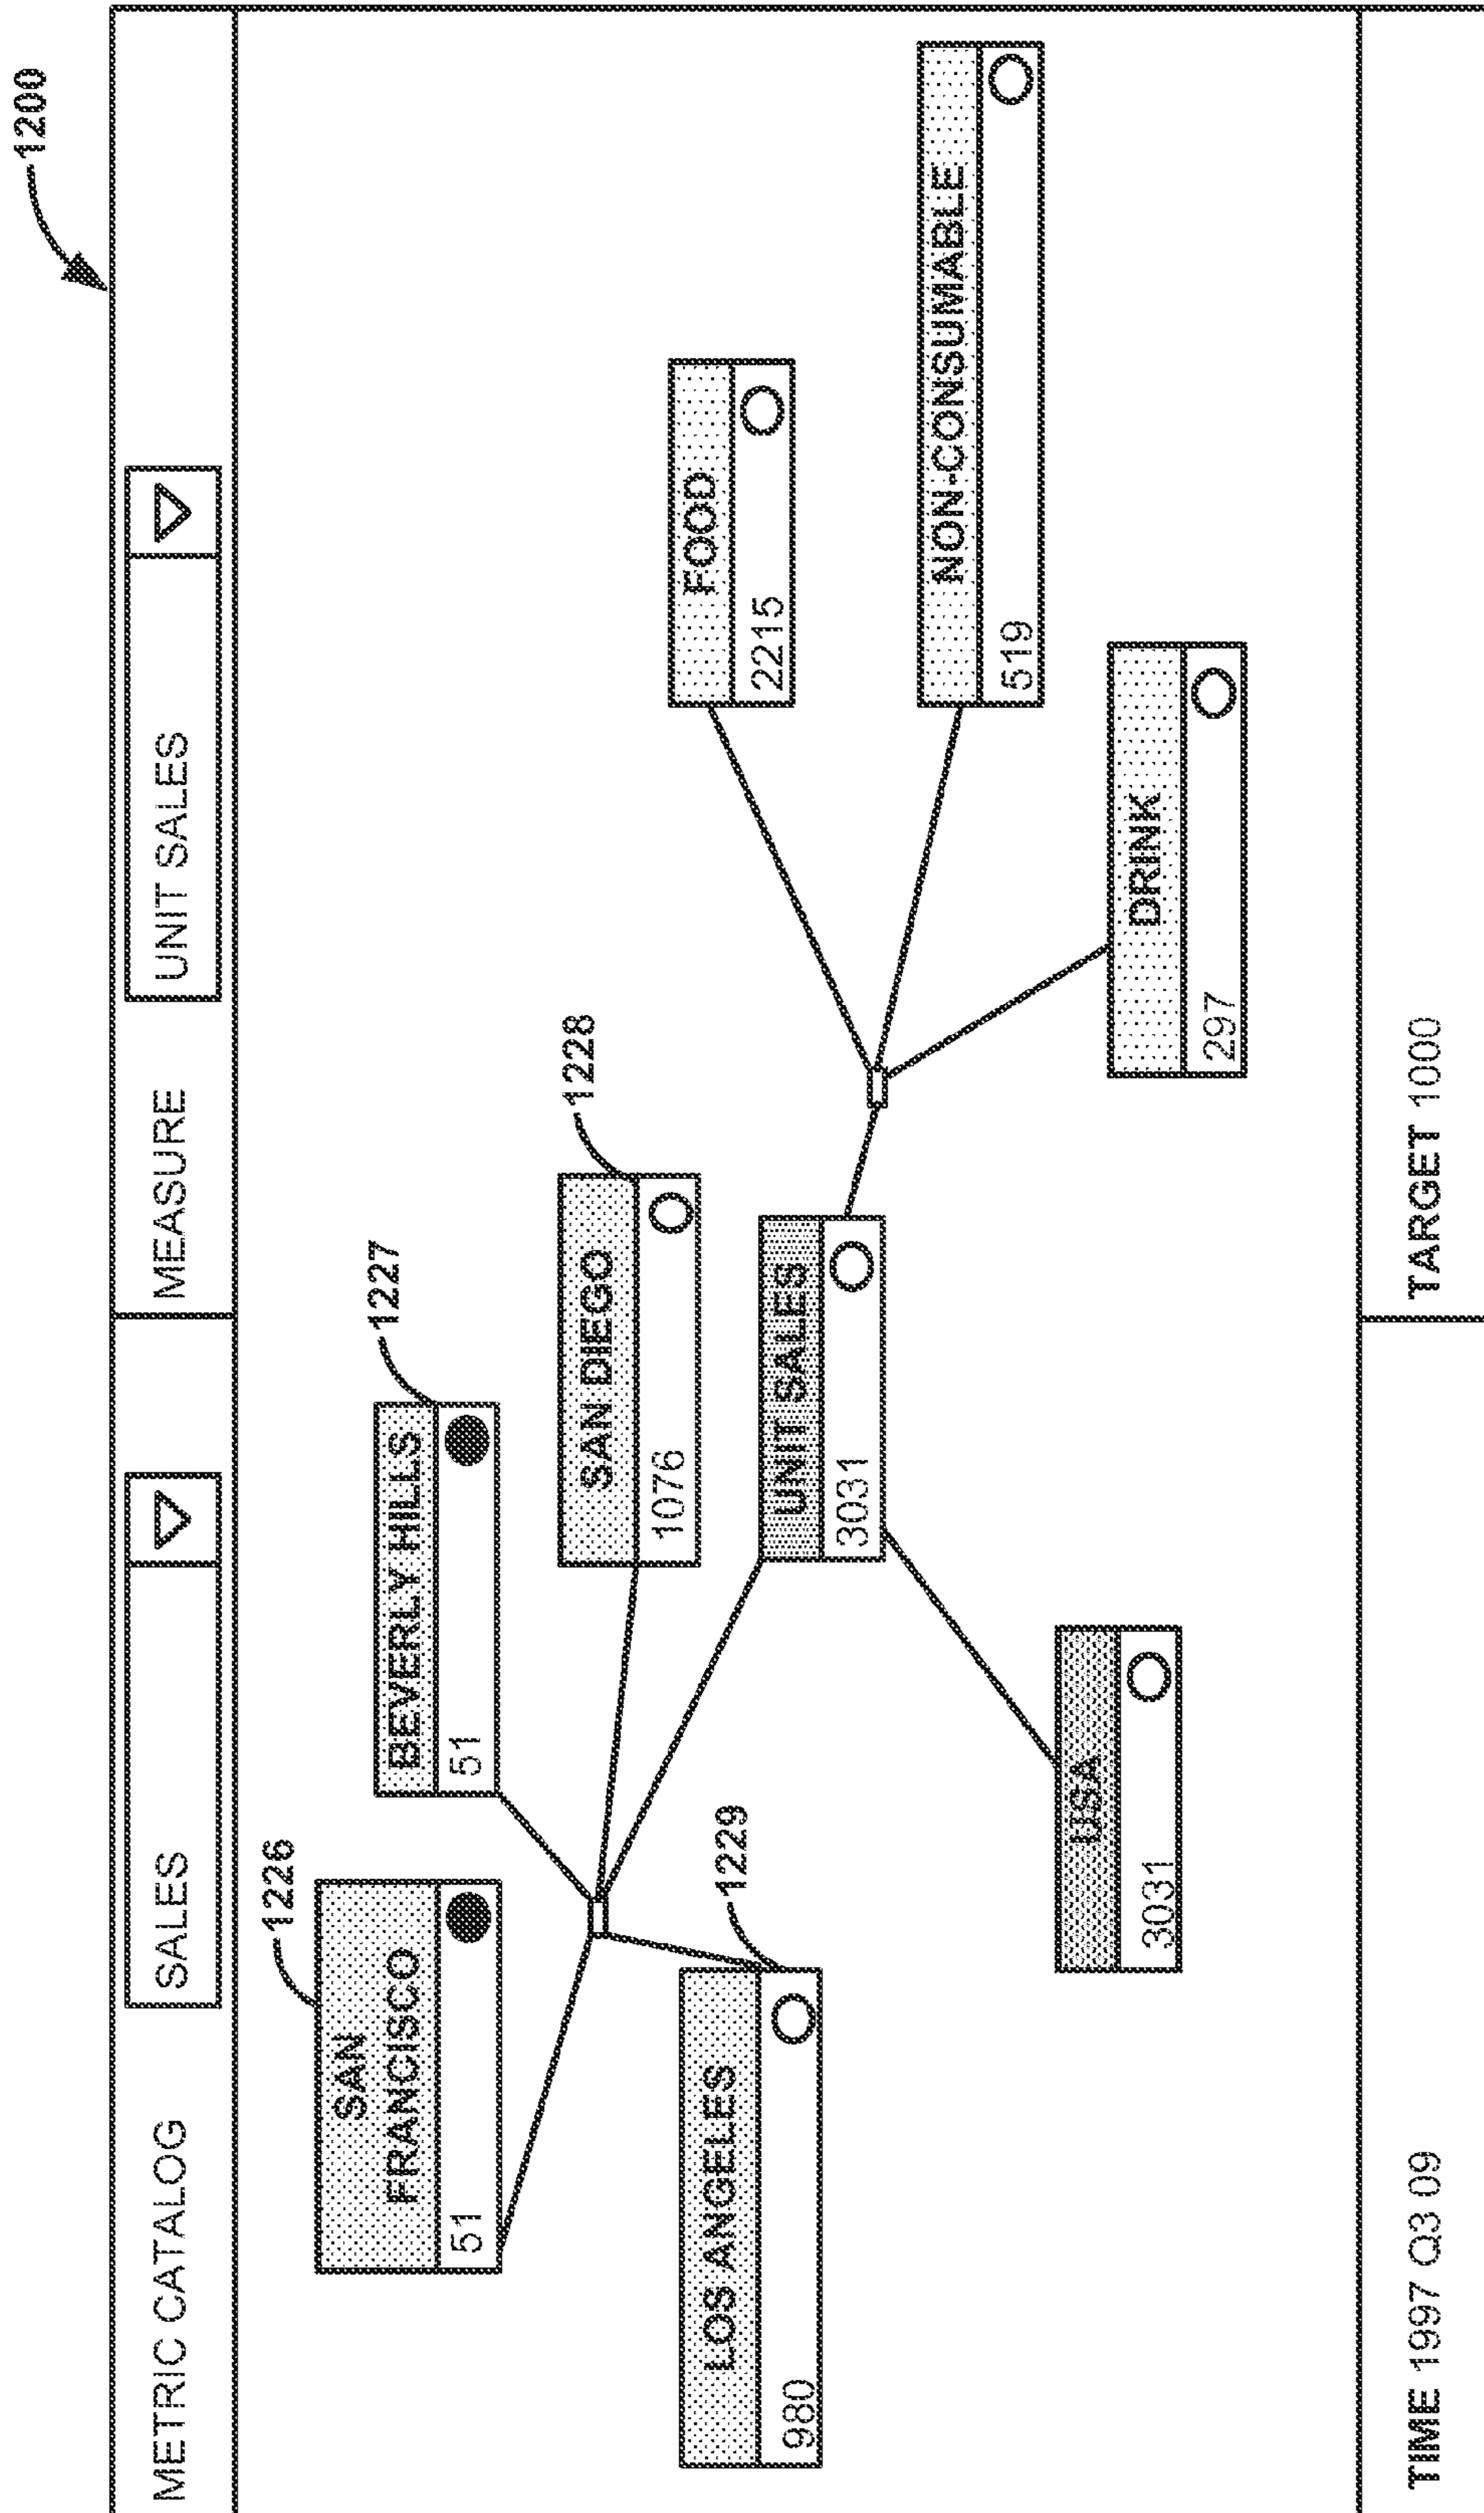 1200
METRIC CATALOG
SALES
MEASURE
UNIT SALES
1226
SAN
FRANCISCO
51
1227
BEVERLY HILLS
51
1228
SAN DIEGO
1076
1229
LOS ANGELES
980
UNIT SALES
3031
USA
3031
FOOD
2215
NON-CONSUMABLE
519
DRINK
297
TIME 1997 Q3 09
TARGET 1000